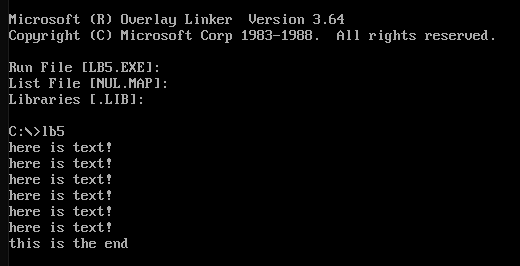 Microsoft (R) Overlay Linker  Version 3.64
Copyright (C) Microsoft Corp 1983-1988.  All rights reserved.
Run File [LB5.EXE]:
List File [NUL.MAP]:
Libraries [.LIB]:
C:\>lb5
here is text!
here is text!
here is text!
here is text!
here is text!
here is text!
this is the end